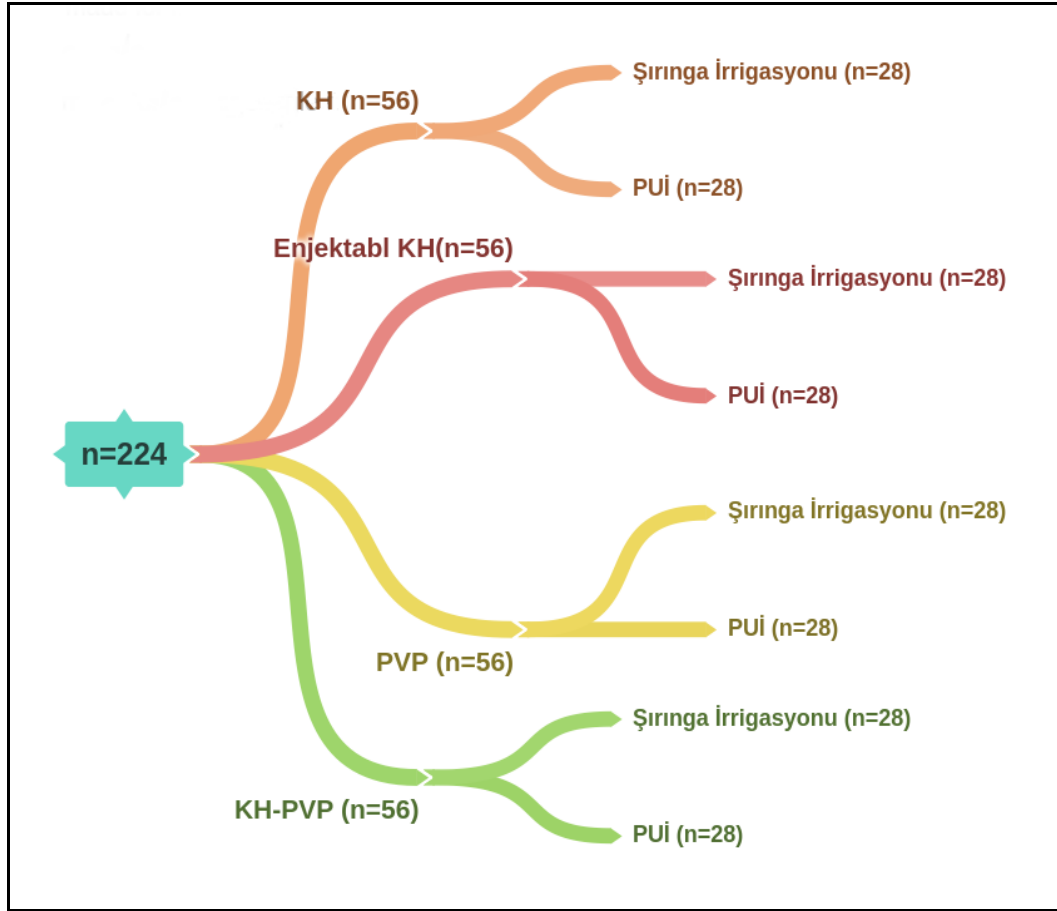 KH (n=56)
Şırınga İrrigasyonu (n=28)
PUİ (n=28)
Enjektabl KH(n=56)
Şırınga İrrigasyonu (n=28)
PUİ (n=28)
n=224
PVP (n=56)
Şırınga İrrigasyonu (n=28)
PUİ (n=28)
KH-PVP (n=56)
Şırınga İrrigasyonu (n=28)
PUİ (n=28)